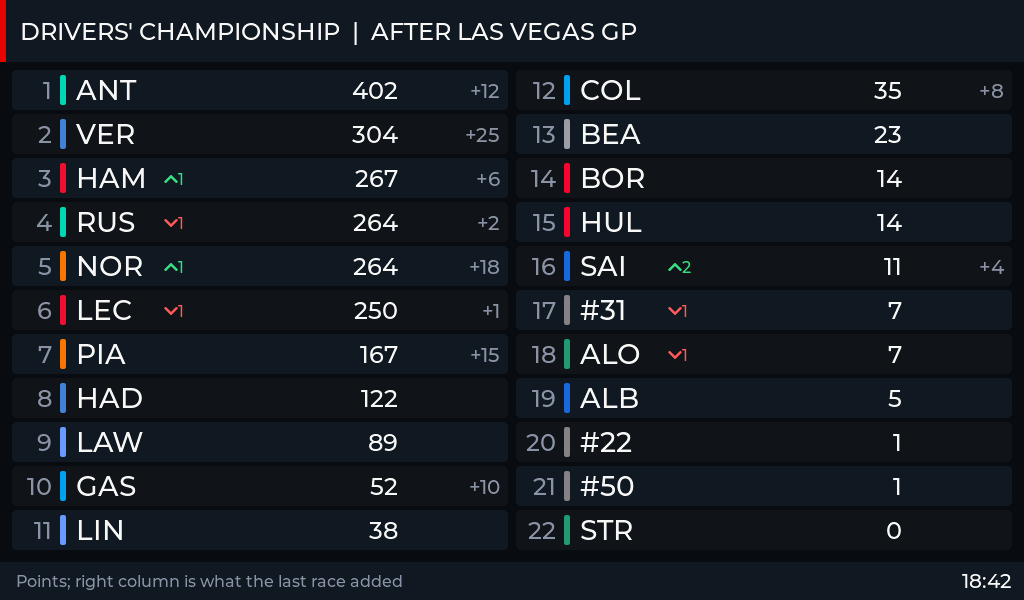 DRIVERS' CHAMPIONSHIP | AFTER LAS VEGAS GP
1 ANT 402 +12
2 VER 304 +25
3 HAM 1 267 +6
4 RUS 1 264 +2
5 NOR 1 264 +18
6 LEC 1 250 +1
7 PIA 167 +15
8 HAD 122
9 LAW 89
10 GAS 52 +10
11 LIN 38
12 COL 35 +8
13 BEA 23
14 BOR 14
15 HUL 14
16 SAI 2 11 +4
17 #31 1 7
18 ALO 1 7
19 ALB 5
20 #22 1
21 #50 1
22 STR 0
Points; right column is what the last race added
18:42